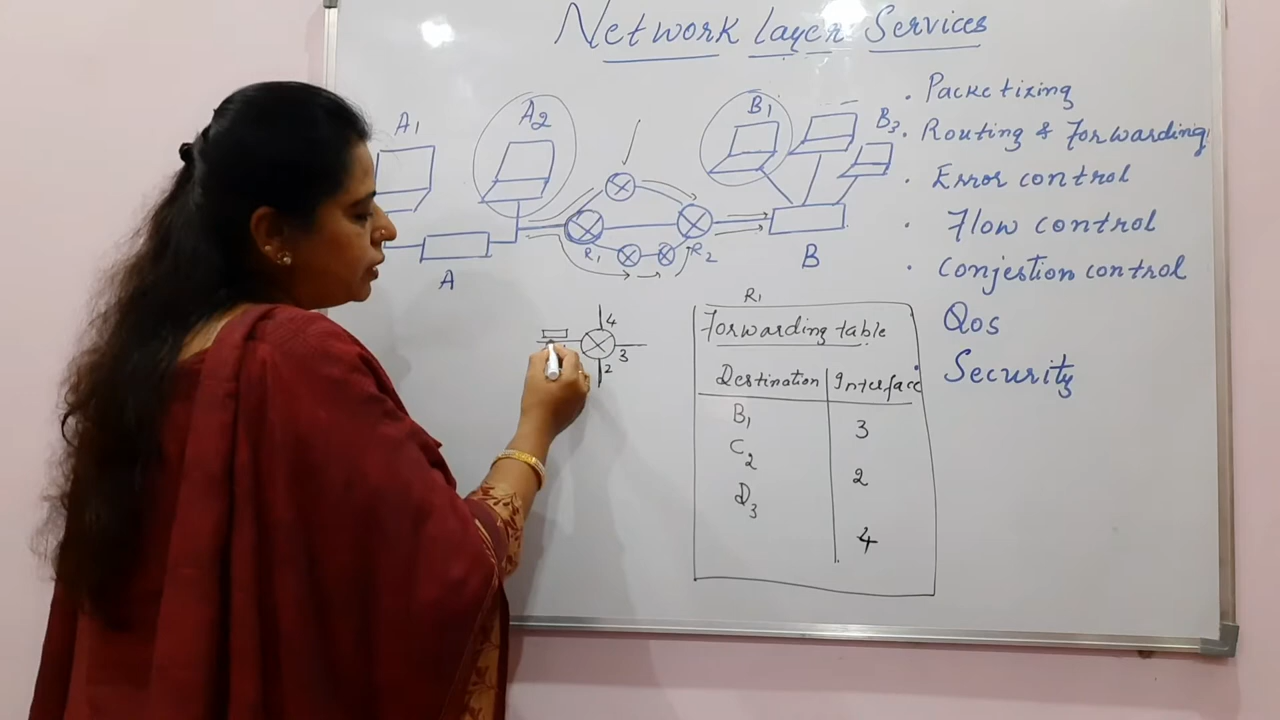 Network layer Services
A1
A2
B1
B3
R1
R2
A
B
. Packetizing
. Routing & Forwarding
. Error control
. Flow control
. Conjestion control
Qos
Security
4
3
2
R1
Forwarding table
Destination Interface
B1 3
C2 2
D3 4